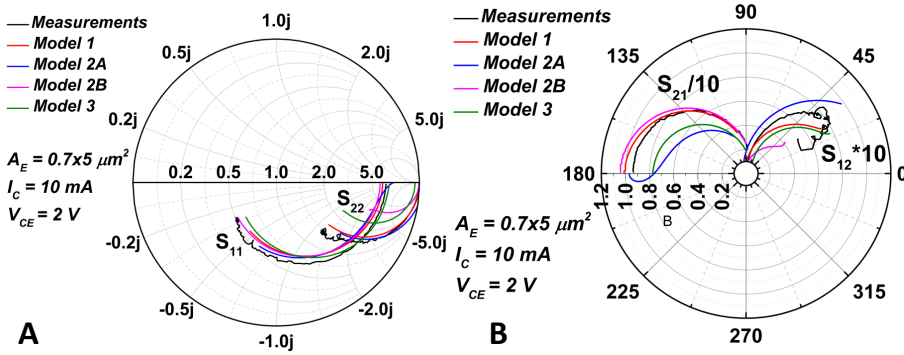 Measurements
Model 1
Model 2A
Model 2B
Model 3
A_E = 0.7x5 μm²
I_C = 10 mA
V_CE = 2 V
1.0j
0.5j
2.0j
0.2j
5.0j
0.2 0.5 1.0 2.0 5.0
-0.2j
-5.0j
-0.5j
-2.0j
-1.0j
S_22
S_11
A
B
Measurements
Model 1
Model 2A
Model 2B
Model 3
90
135
45
S_21/10
S_12 *10
180
0
1.2 1.0 0.8 0.6 0.4 0.2
B
A_E = 0.7x5 μm²
I_C = 10 mA
V_CE = 2 V
225
315
270
B